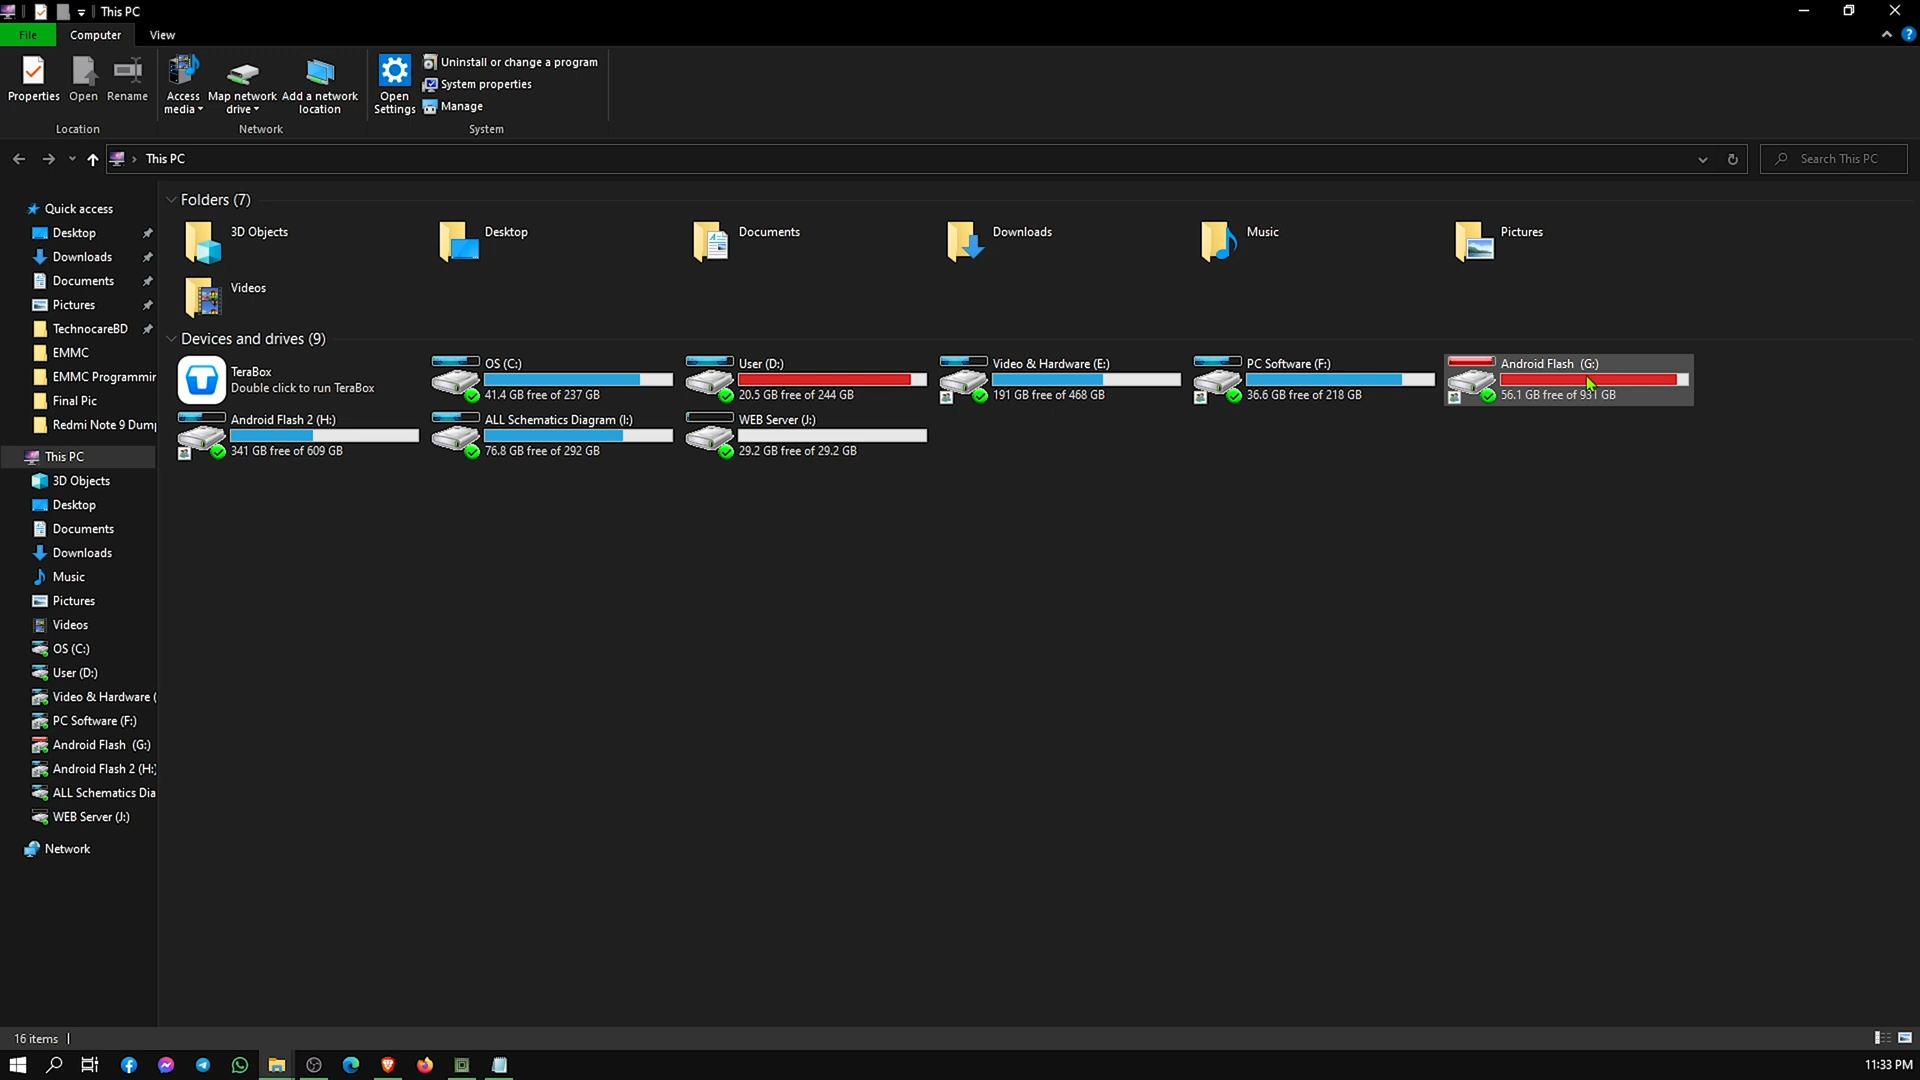 This PC
File
Computer
View
Properties
Open
Rename
Access media
Map network drive
Add a network location
Open Settings
Uninstall or change a program
System properties
Manage
Location
Network
System
This PC
Search This PC
Quick access
Desktop
Downloads
Documents
Pictures
TechnocareBD
EMMC
EMMC Programmin
Final Pic
Redmi Note 9 Dump
This PC
3D Objects
Desktop
Documents
Downloads
Music
Pictures
Videos
OS (C:)
User (D:)
Video & Hardware (
PC Software (F:)
Android Flash (G:)
Android Flash 2 (H:)
ALL Schematics Dia
WEB Server (J:)
Network
Folders (7)
3D Objects
Desktop
Documents
Downloads
Music
Pictures
Videos
Devices and drives (9)
TeraBox
Double click to run TeraBox
OS (C:)
41.4 GB free of 237 GB
User (D:)
20.5 GB free of 244 GB
Video & Hardware (E:)
191 GB free of 468 GB
PC Software (F:)
36.6 GB free of 218 GB
Android Flash (G:)
56.1 GB free of 931 GB
Android Flash 2 (H:)
341 GB free of 609 GB
ALL Schematics Diagram (I:)
76.8 GB free of 292 GB
WEB Server (J:)
29.2 GB free of 29.2 GB
16 items
11:33 PM